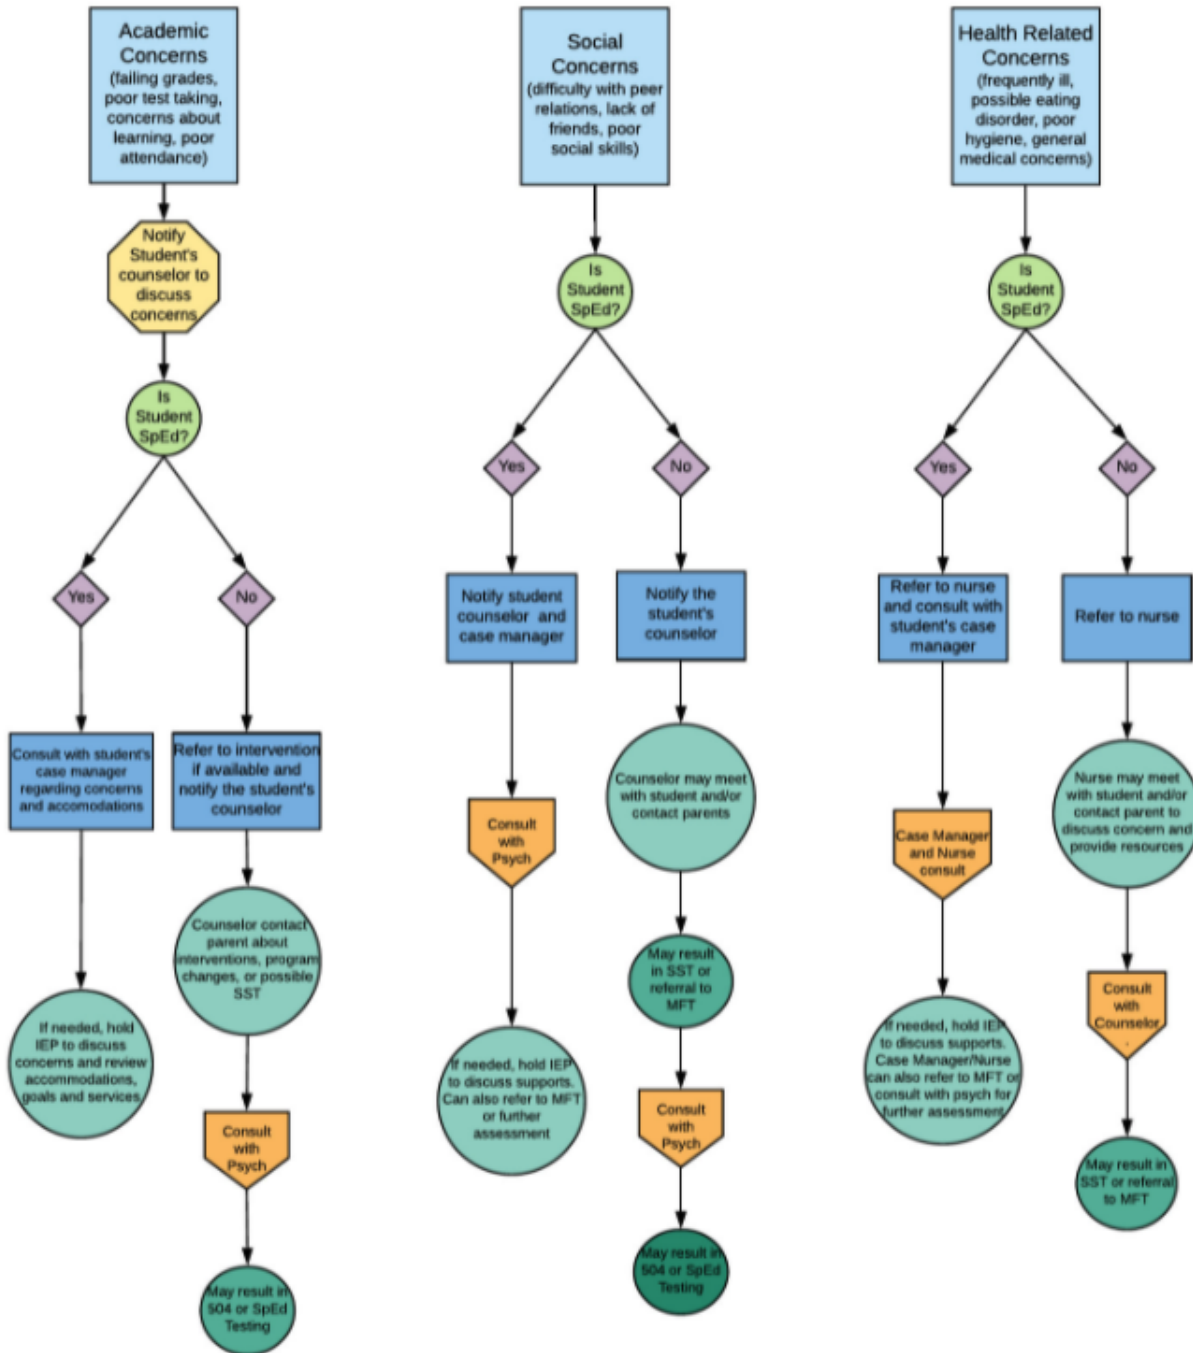 Academic
Concerns
(failing grades,
poor test taking,
concerns about
learning, poor
attendance)
Notify
Student's
counselor to
discuss
concerns
Is
Student
SpEd?
Yes
No
Consult with student's
case manager
regarding concerns
and accomodations
Refer to intervention
if available and
notify the student's
counselor
If needed, hold
IEP to discuss
concerns and review
accommodations,
goals and services.
Counselor contact
parent about
interventions, program
changes, or possible
SST
Consult
with
Psych
May result in
504 or SpEd
Testing
Social
Concerns
(difficulty with peer
relations, lack of
friends, poor
social skills)
Is
Student
SpEd?
Yes
No
Notify student
counselor and
case manager
Notify the
student's
counselor
Consult
with
Psych
Counselor may meet
with student and/or
contact parents
If needed, hold IEP
to discuss supports.
Can also refer to MFT
or further
assessment
May result
in SST or
referral to
MFT
Consult
with
Psych
May result in
504 or SpEd
Testing
Health Related
Concerns
(frequently ill,
possible eating
disorder, poor
hygiene, general
medical concerns)
Is
Student
SpEd?
Yes
No
Refer to nurse
and consult with
student's case
manager
Refer to nurse
Case Manager
and Nurse
consult
Nurse may meet
with student and/or
contact parent to
discuss concern and
provide resources
If needed, hold IEP
to discuss supports.
Case Manager/Nurse
can also refer to MFT or
consult with psych for
further assessment
Consult
with
Counselor
.
May result in
SST or referral
to MFT